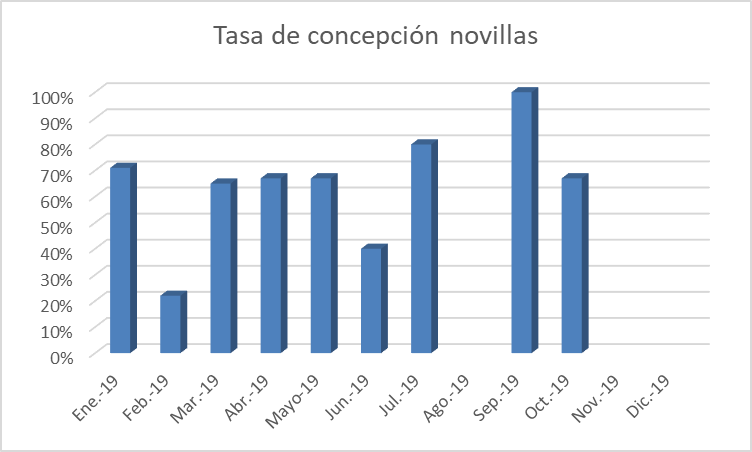 Tasa de concepción novillas
100%
90%
80%
70%
60%
50%
40%
30%
20%
10%
0%
Ene.-19
Feb.-19
Mar.-19
Abr.-19
Mayo-19
Jun.-19
Jul.-19
Ago.-19
Sep.-19
Oct.-19
Nov.-19
Dic.-19